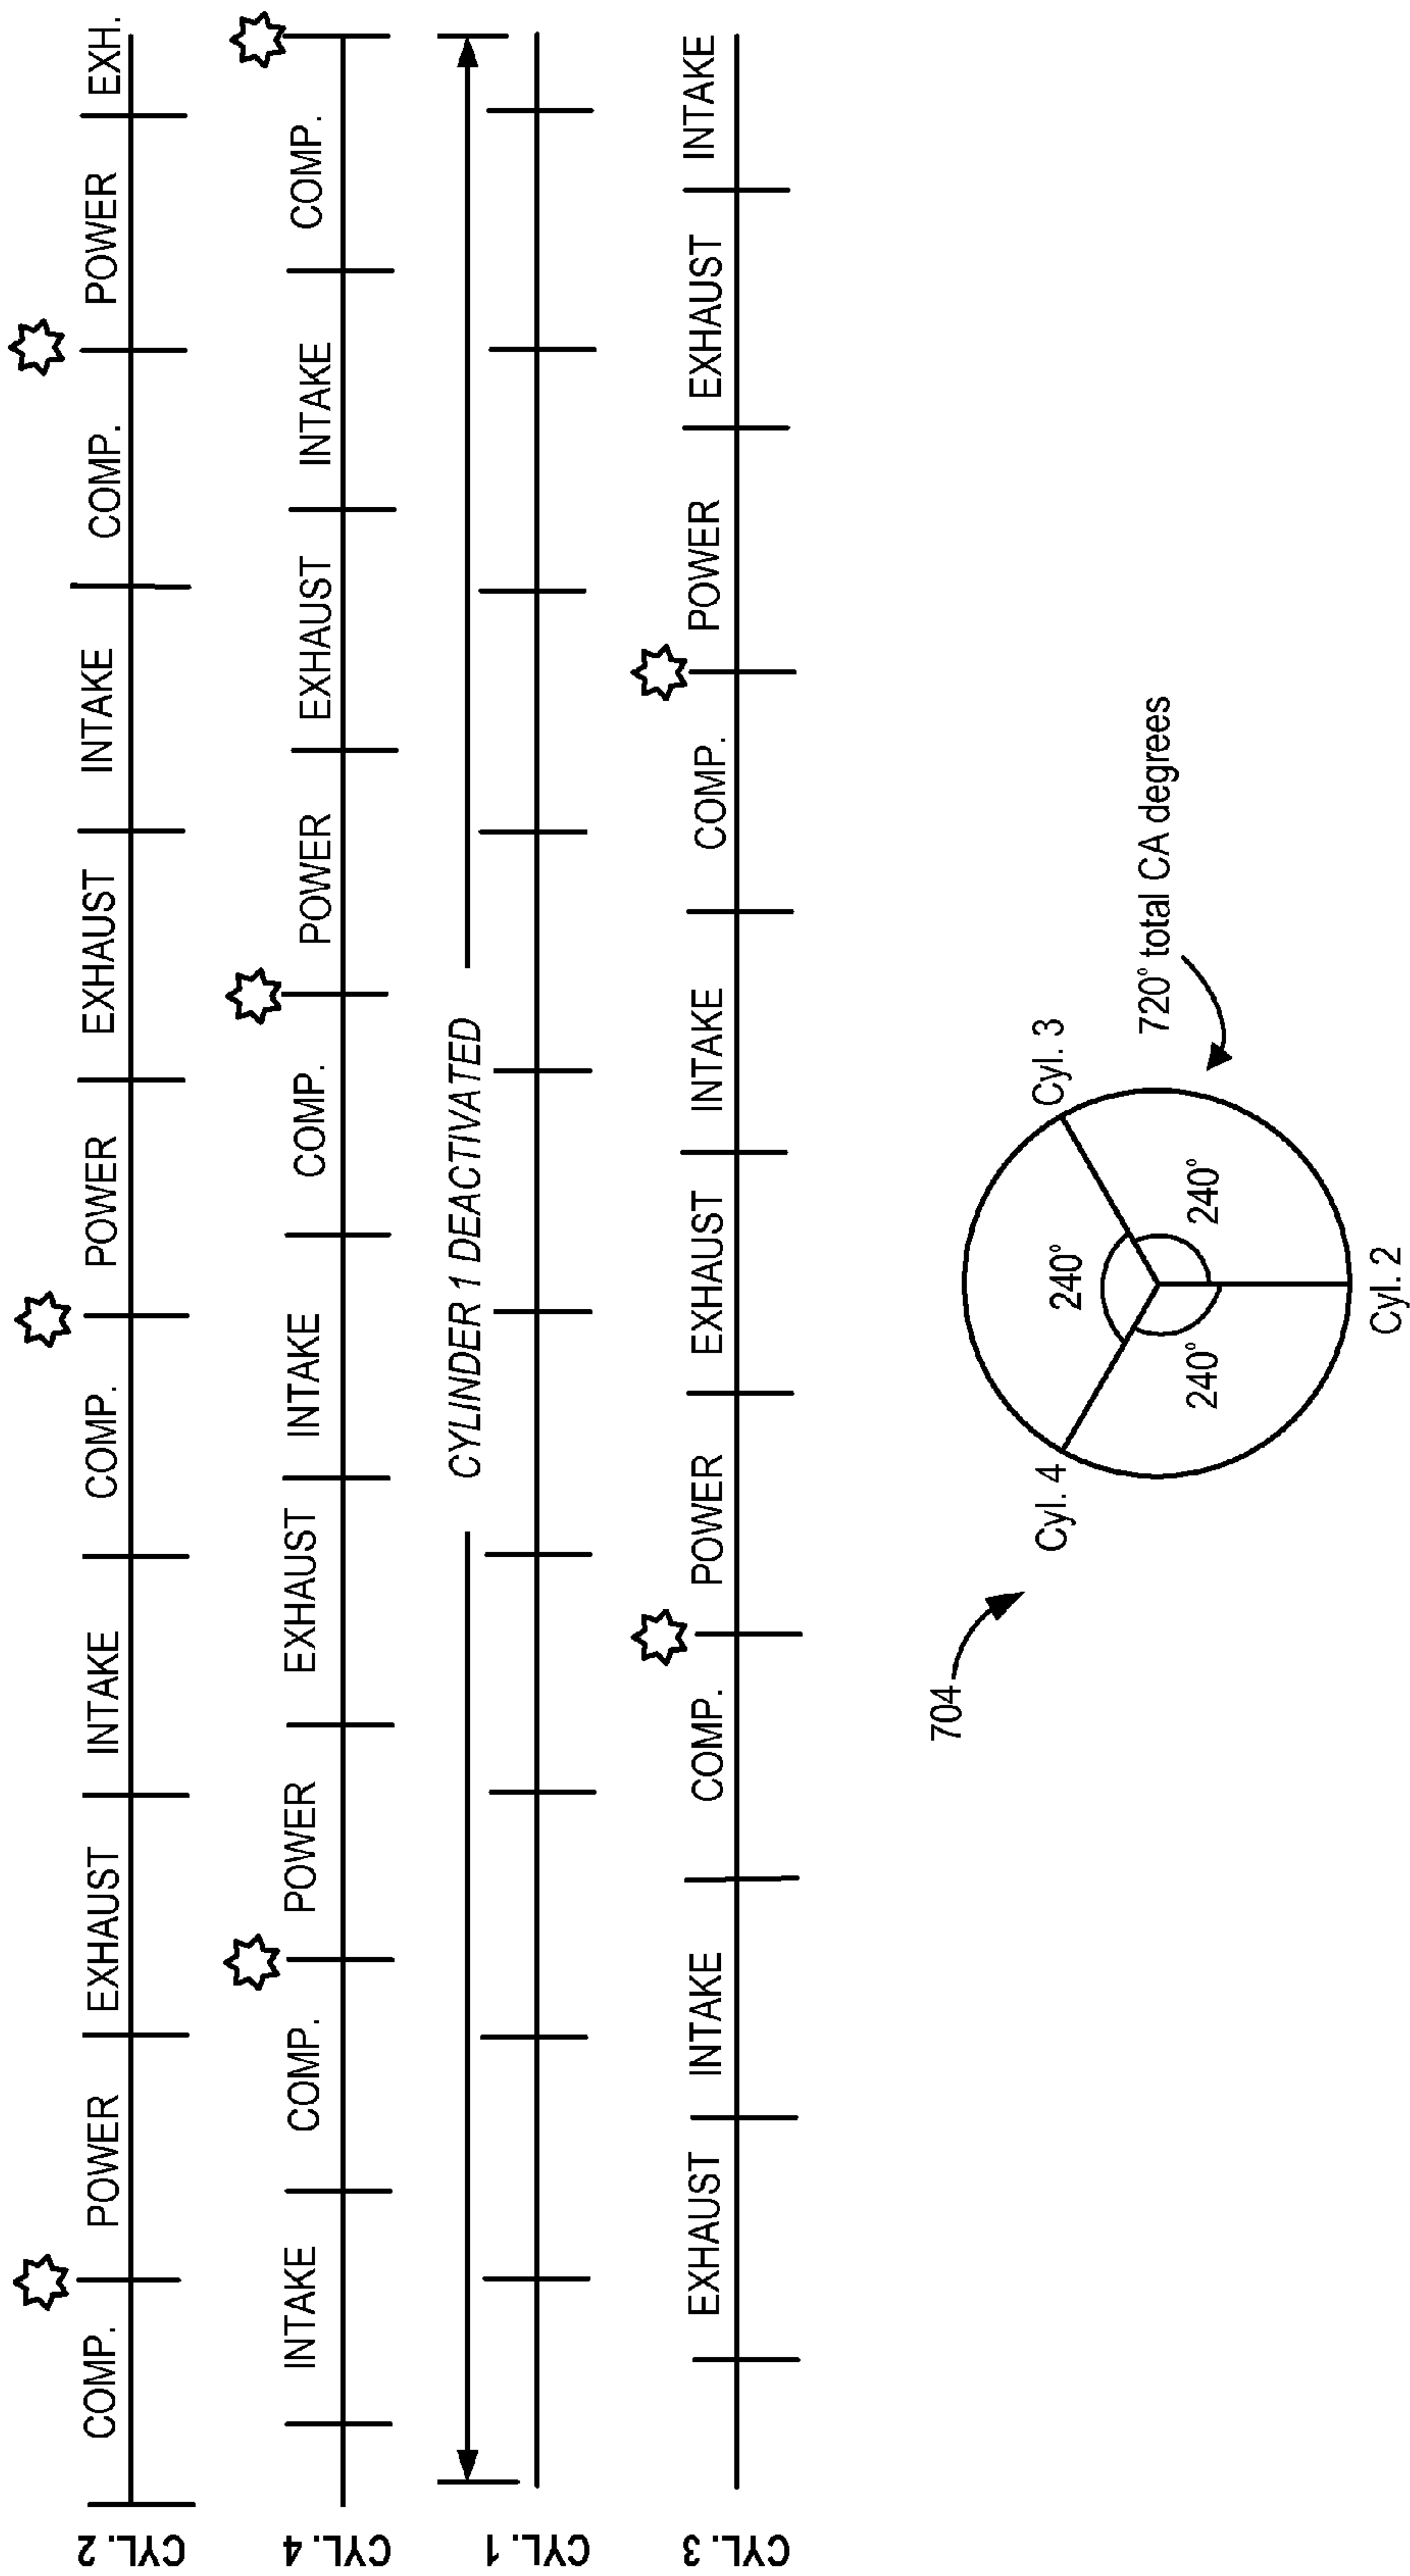 CYL. 2
COMP.
POWER
EXHAUST
INTAKE
COMP.
POWER
EXHAUST
INTAKE
COMP.
POWER
EXH.
CYL. 4
INTAKE
COMP.
POWER
EXHAUST
INTAKE
COMP.
POWER
EXHAUST
INTAKE
COMP.
CYLINDER 1 DEACTIVATED
CYL. 1
CYL. 3
EXHAUST
INTAKE
COMP.
POWER
EXHAUST
INTAKE
COMP.
POWER
EXHAUST
INTAKE
704
Cyl. 4
Cyl. 3
240°
240°
240°
720° total CA degrees
Cyl. 2